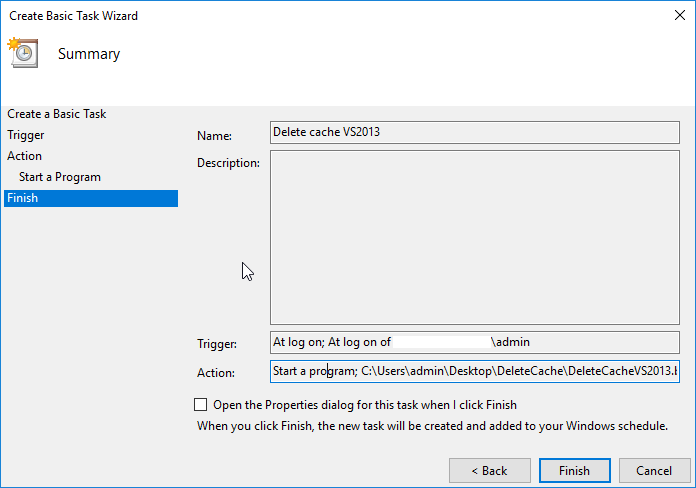 Create Basic Task Wizard
Summary
Create a Basic Task
Trigger
Action
Start a Program
Finish
Name:
Delete cache VS2013
Description:
Trigger:
At log on; At log on of \admin
Action:
Start a program; C:\Users\admin\Desktop\DeleteCache\DeleteCacheVS2013.b
Open the Properties dialog for this task when I click Finish
When you click Finish, the new task will be created and added to your Windows schedule.
< Back
Finish
Cancel